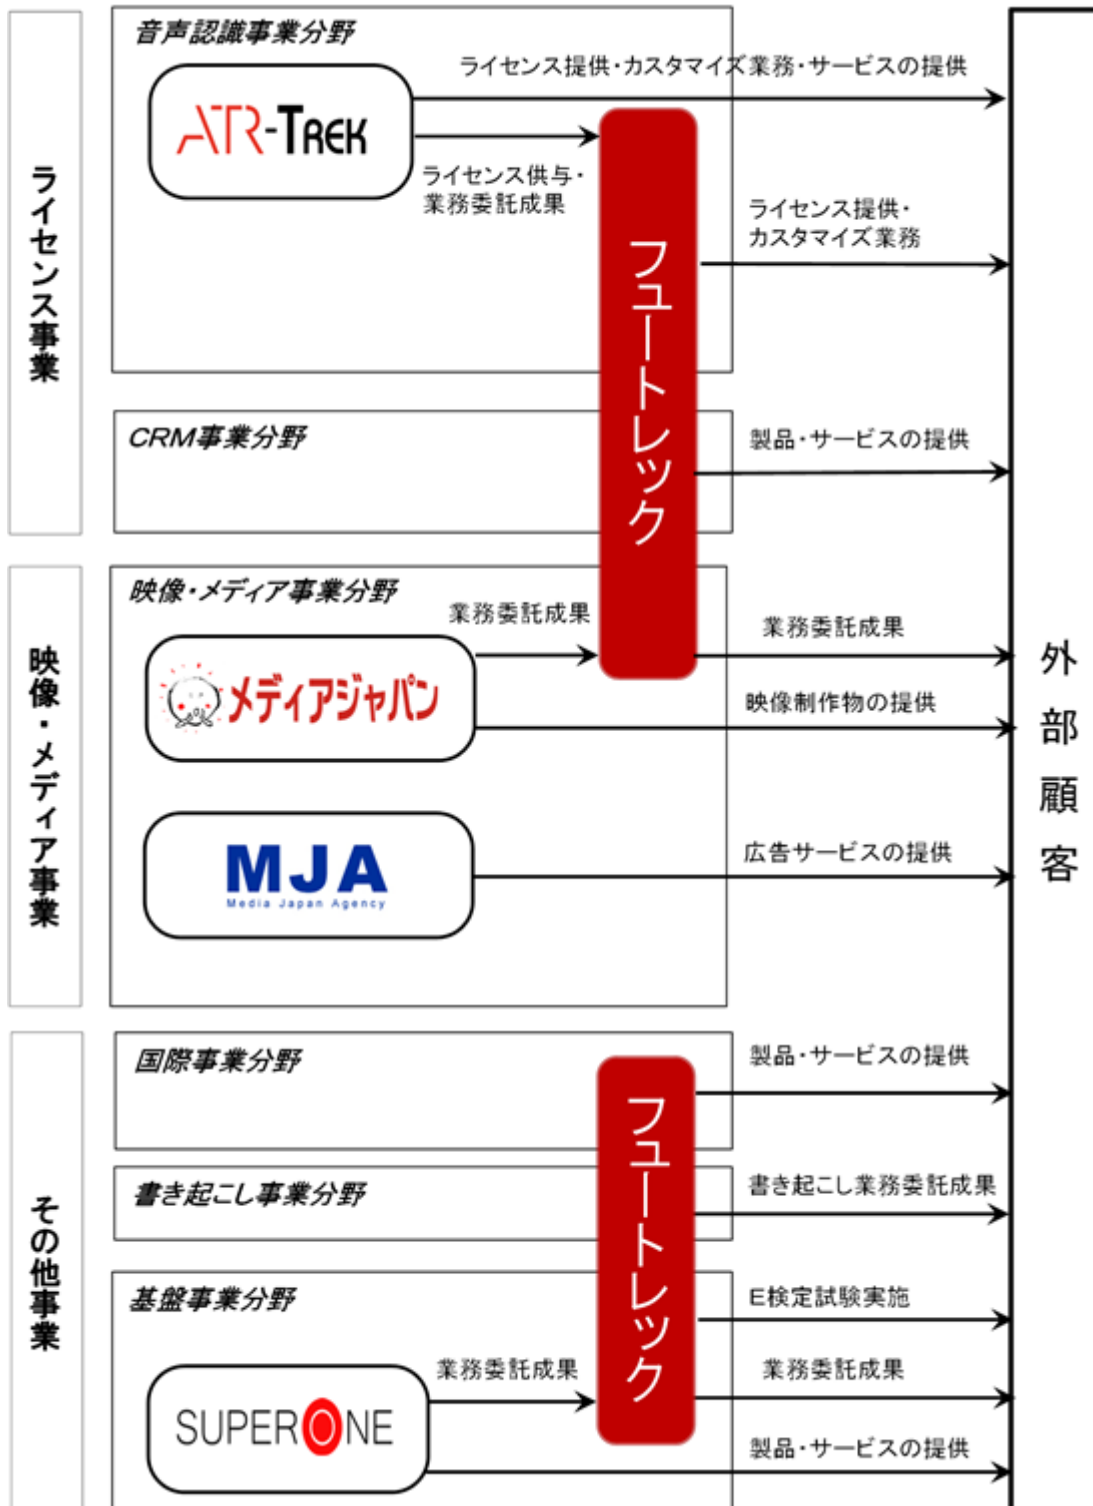 ライセンス事業
音声認識事業分野
ライセンス提供・カスタマイズ業務・サービスの提供
ATR-TREK
ライセンス供与・
業務委託成果
ライセンス提供・
カスタマイズ業務
フュートレック
CRM事業分野
製品・サービスの提供
映像・メディア事業
映像・メディア事業分野
業務委託成果
業務委託成果
メディアジャパン
映像制作物の提供
MJA
Media Japan Agency
広告サービスの提供
外部顧客
その他事業
国際事業分野
製品・サービスの提供
フュートレック
書き起こし事業分野
書き起こし業務委託成果
基盤事業分野
E検定試験実施
業務委託成果
業務委託成果
SUPERONE
製品・サービスの提供